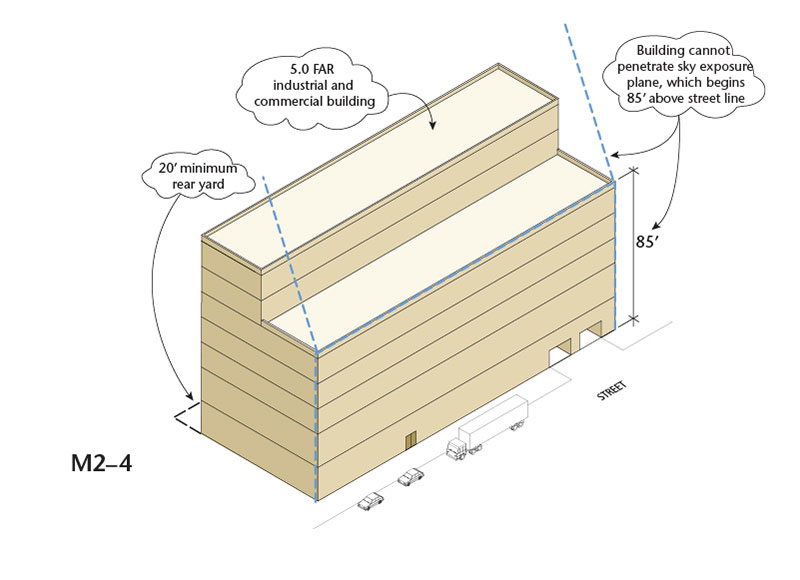 5.0 FAR
industrial and
commercial building
Building cannot
penetrate sky exposure
plane, which begins
85′ above street line
20′ minimum
rear yard
85′
STREET
M2–4